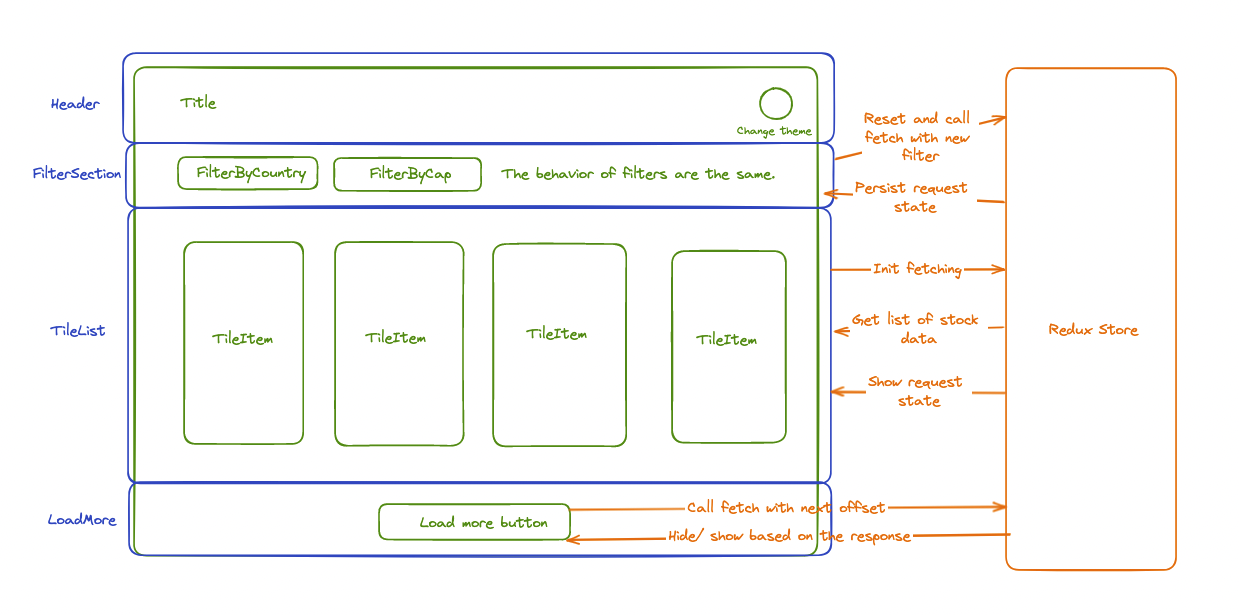 Header
Title
Change theme
FilterSection
FilterByCountry
FilterByCap
The behavior of filters are the same.
Reset and call
fetch with new
filter
Persist request
state
TileList
TileItem
TileItem
TileItem
TileItem
Init fetching
Get list of stock
data
Show request
state
Redux Store
LoadMore
Load more button
Call fetch with next offset
Hide/ show based on the response